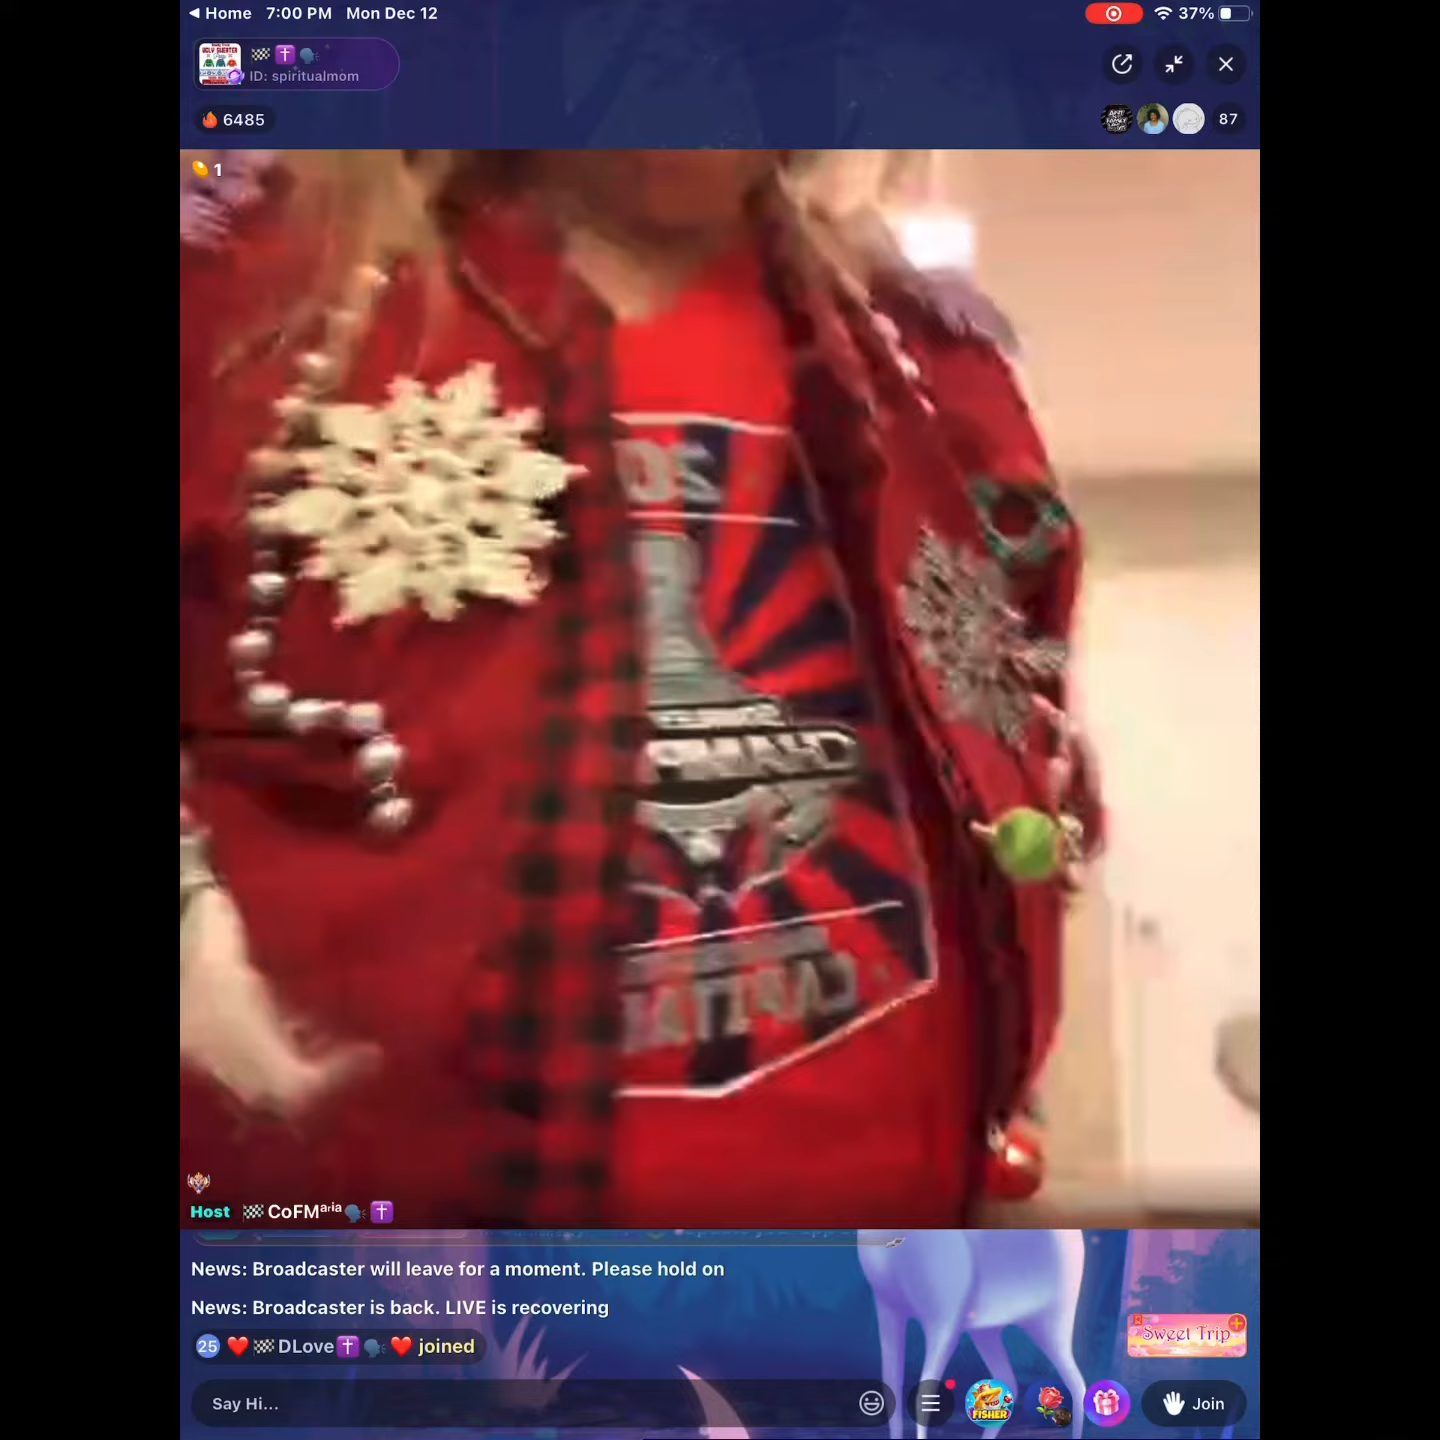 Home 7:00 PM Mon Dec 12
37%
UGLY SWEATER
ID: spiritualmom
6485
87
1
Host CoFMaria
News: Broadcaster will leave for a moment. Please hold on
News: Broadcaster is back. LIVE is recovering
25 DLove joined
Sweet Trip
Say Hi...
FISHER
Join